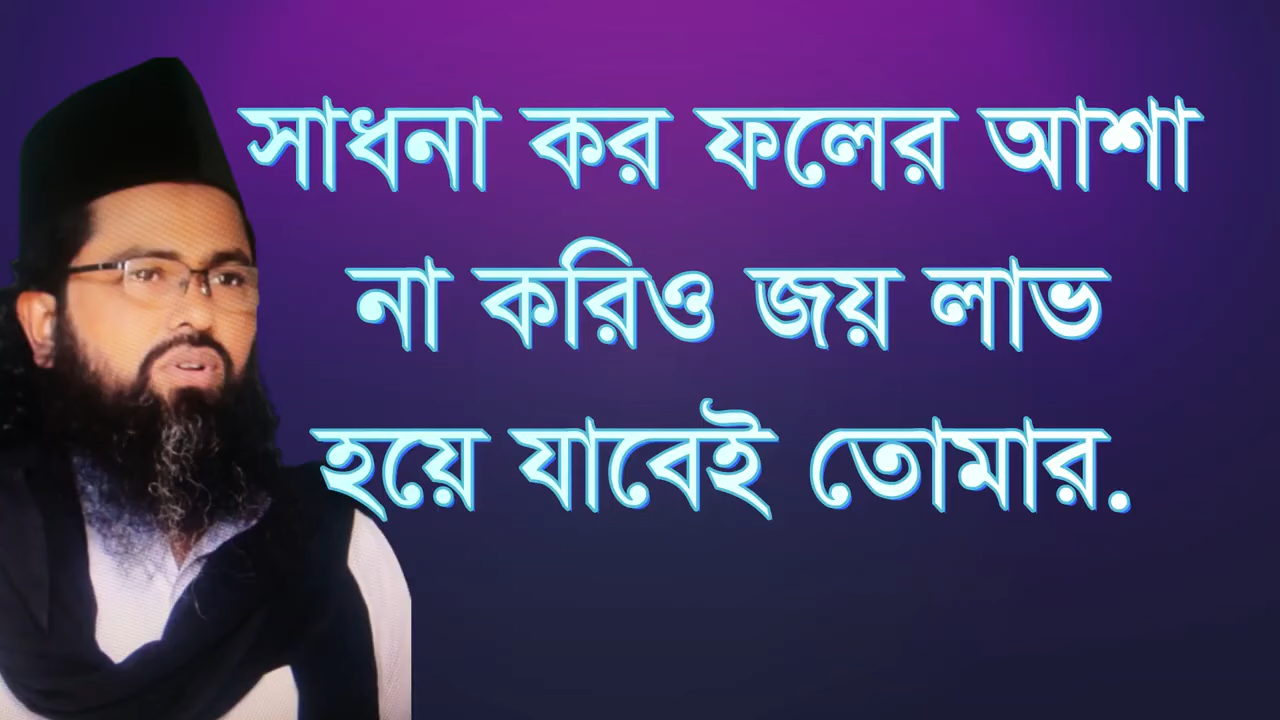 সাধনা কর ফলের আশা
না করিও জয় লাভ
হয়ে যাবেই তোমার.